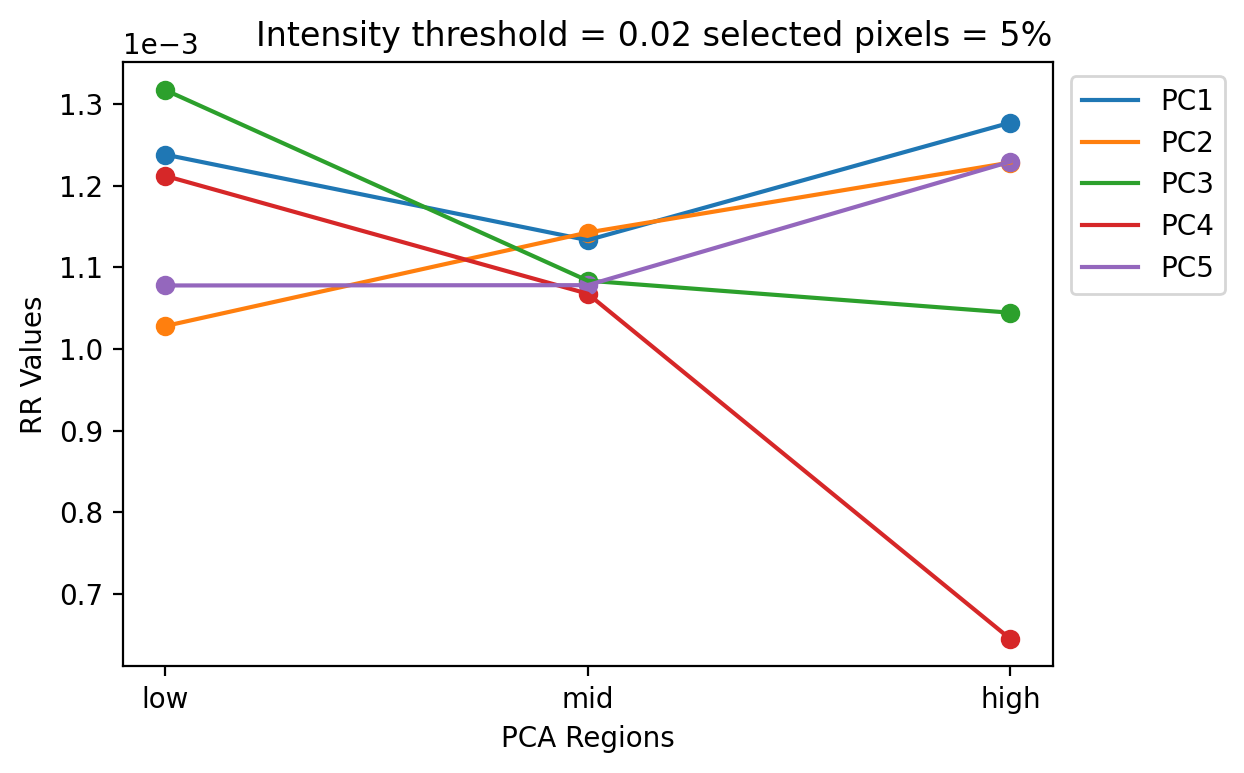 Intensity threshold = 0.02 selected pixels = 5%
1e−3
1.3
1.2
1.1
1.0
0.9
0.8
0.7
RR Values
low
mid
high
PCA Regions
PC1
PC2
PC3
PC4
PC5